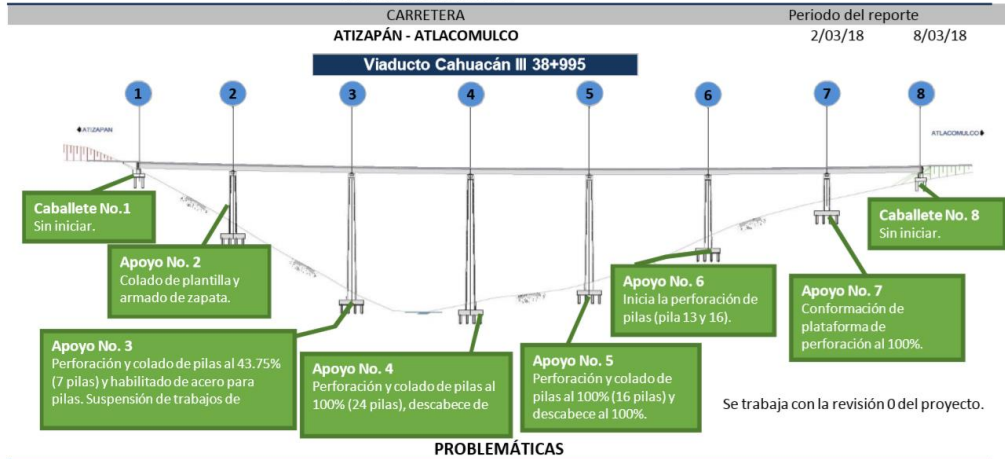 CARRETERA Periodo del reporte
ATIZAPÁN - ATLACOMULCO 2/03/18 8/03/18
Viaducto Cahuacán III 38+995
1 2 3 4 5 6 7 8
ATIZAPAN
ATLACOMULCO
Caballete No.1
Sin iniciar.
Apoyo No. 2
Colado de plantilla y
armado de zapata.
Apoyo No. 3
Perforación y colado de pilas al 43.75%
(7 pilas) y habilitado de acero para
pilas. Suspensión de trabajos de
Apoyo No. 4
Perforación y colado de pilas al
100% (24 pilas), descabece de
Apoyo No. 5
Perforación y colado de
pilas al 100% (16 pilas) y
descabece al 100%.
Apoyo No. 6
Inicia la perforación de
pilas (pila 13 y 16).
Apoyo No. 7
Conformación de
plataforma de
perforación al 100%.
Caballete No. 8
Sin iniciar.
Se trabaja con la revisión 0 del proyecto.
PROBLEMÁTICAS